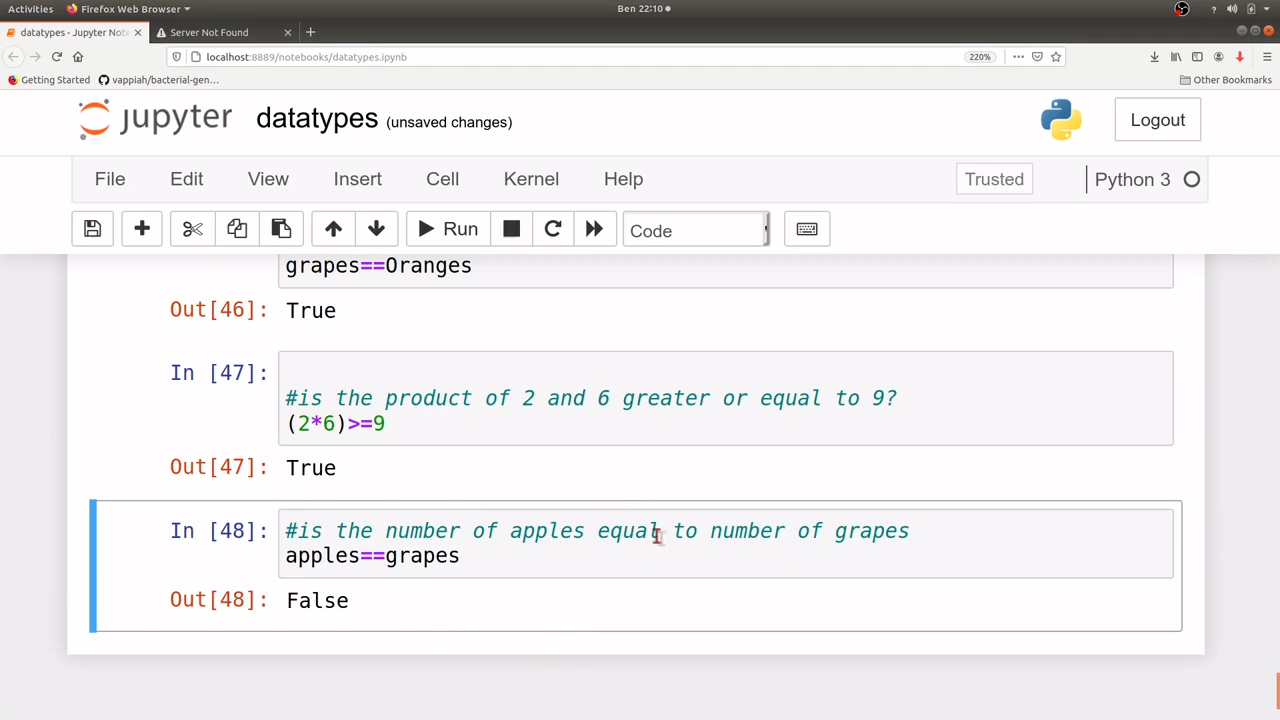 Activities Firefox Web Browser Ben 22:10
datatypes - Jupyter Note Server Not Found
localhost:8889/notebooks/datatypes.ipynb 220%
Getting Started vappiah/bacterial-gen... Other Bookmarks
jupyter datatypes (unsaved changes) Logout
File Edit View Insert Cell Kernel Help Trusted Python 3
Run Code
grapes==Oranges
Out[46]: True
In [47]:
#is the product of 2 and 6 greater or equal to 9?
(2*6)>=9
Out[47]: True
In [48]: #is the number of apples equal to number of grapes
apples==grapes
Out[48]: False